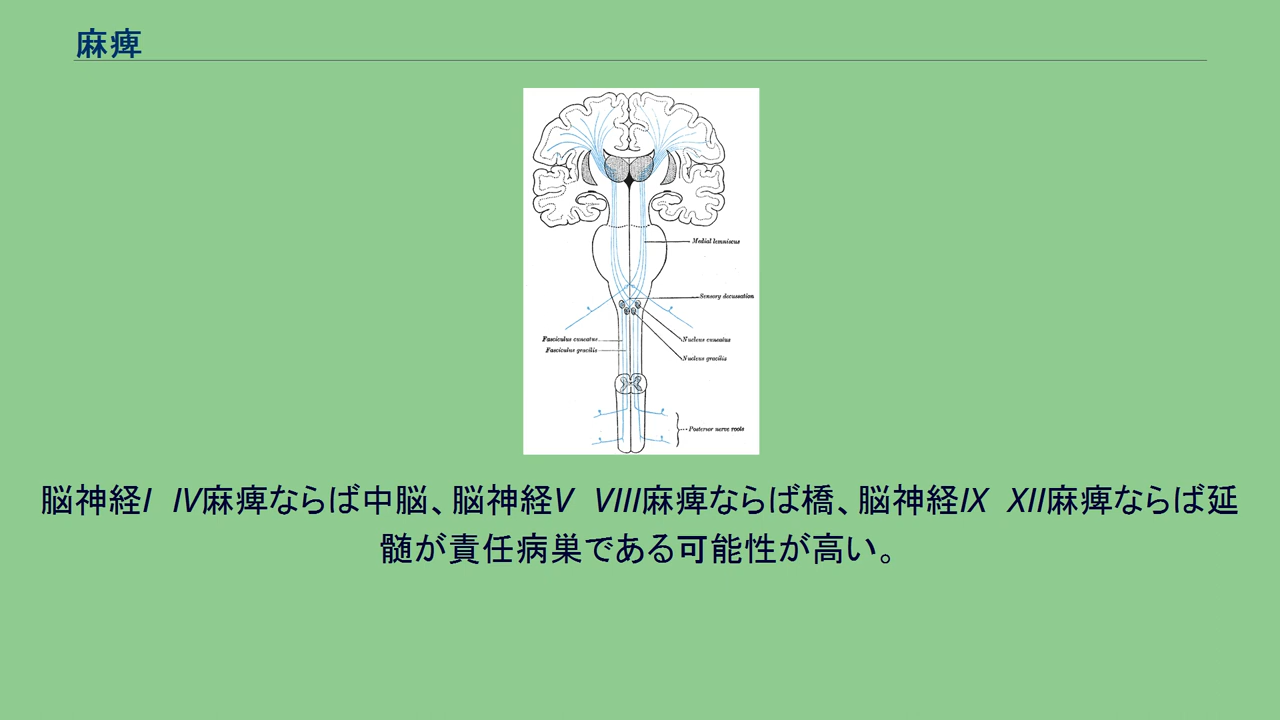 麻痺
Medial lemniscus
Sensory decussation
Fasciculus cuneatus
Nucleus cuneatus
Fasciculus gracilis
Nucleus gracilis
Posterior nerve roots
脳神経I IV麻痺ならば中脳、脳神経V VIII麻痺ならば橋、脳神経IX XII麻痺ならば延
髄が責任病巣である可能性が高い。